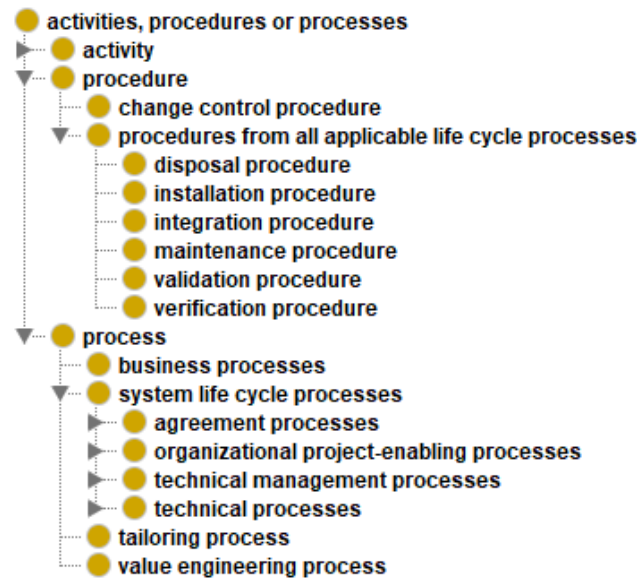 activities, procedures or processes
activity
procedure
change control procedure
procedures from all applicable life cycle processes
disposal procedure
installation procedure
integration procedure
maintenance procedure
validation procedure
verification procedure
process
business processes
system life cycle processes
agreement processes
organizational project-enabling processes
technical management processes
technical processes
tailoring process
value engineering process